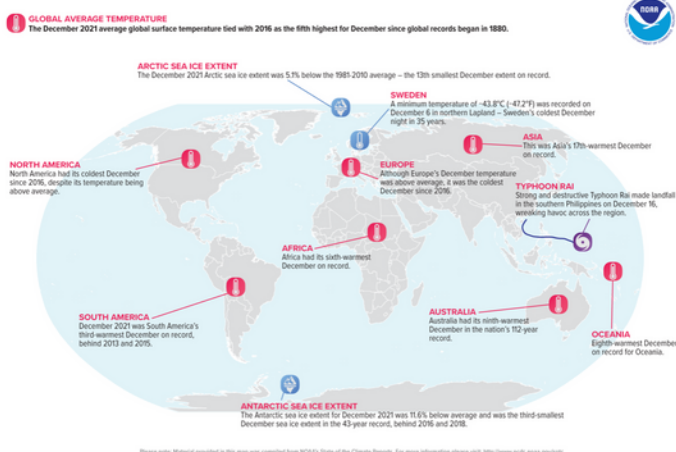 GLOBAL AVERAGE TEMPERATURE
The December 2021 average global surface temperature tied with 2016 as the fifth highest for December since global records began in 1880.
NOAA
ARCTIC SEA ICE EXTENT
The December 2021 Arctic sea ice extent was 5.1% below the 1981-2010 average – the 13th smallest December extent on record.
SWEDEN
A minimum temperature of -43.8°C (-47.2°F) was recorded on
December 6 in northern Lapland – Sweden's coldest December
night in 35 years.
ASIA
This was Asia's 17th-warmest December
on record.
NORTH AMERICA
North America had its coldest December
since 2016, despite its temperature being
above average.
EUROPE
Although Europe's December temperature
was above average, it was the coldest
December since 2016.
TYPHOON RAI
Strong and destructive Typhoon Rai made landfall
in the southern Philippines on December 16,
wreaking havoc across the region.
AFRICA
Africa had its sixth-warmest
December on record.
SOUTH AMERICA
December 2021 was South America's
third-warmest December on record,
behind 2013 and 2015.
AUSTRALIA
Australia had its ninth-warmest
December in the nation's 112-year
record.
OCEANIA
Eighth-warmest December
on record for Oceania.
ANTARCTIC SEA ICE EXTENT
The Antarctic sea ice extent for December 2021 was 11.6% below average and was the third-smallest
December sea ice extent in the 43-year record, behind 2016 and 2018.